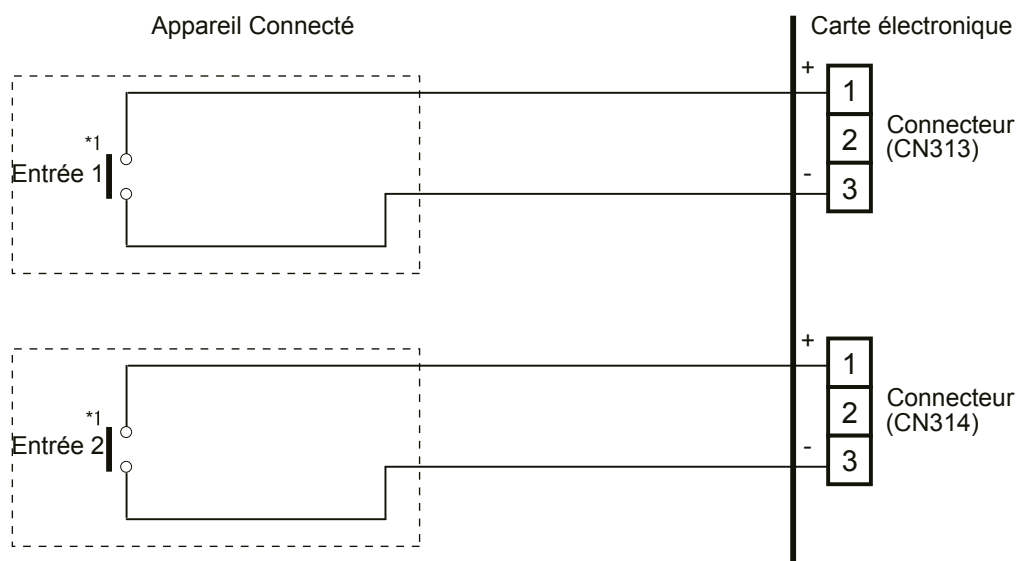 Appareil Connecté
Carte électronique
+
1
*1
Entrée 1
2
Connecteur
(CN313)
-
3
+
1
*1
Entrée 2
2
Connecteur
(CN314)
-
3